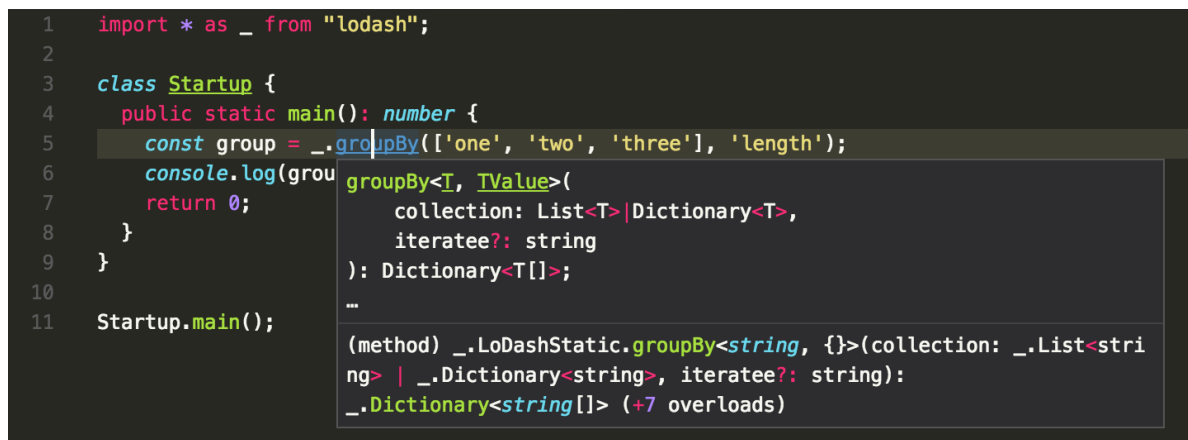 1 import * as _ from "lodash";
2
3 class Startup {
4 public static main(): number {
5 const group = _.groupBy(['one', 'two', 'three'], 'length');
6 console.log(grou
7 return 0;
8 }
9 }
10
11 Startup.main();
groupBy<T, TValue>(
collection: List<T>|Dictionary<T>,
iteratee?: string
): Dictionary<T[]>;
…
(method) _.LoDashStatic.groupBy<string, {}>(collection: _.List<stri
ng> | _.Dictionary<string>, iteratee?: string):
_.Dictionary<string[]> (+7 overloads)